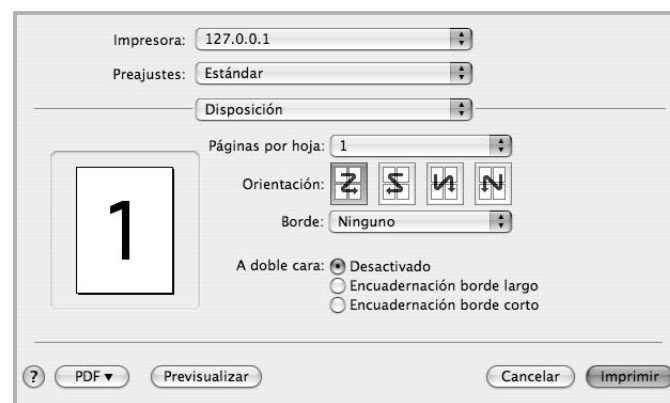 Impresora: 127.0.0.1
Preajustes: Estándar
Disposición
Páginas por hoja: 1
Orientación:
Borde: Ninguno
1
A doble cara: Desactivado
Encuadernación borde largo
Encuadernación borde corto
? PDF Previsualizar Cancelar Imprimir